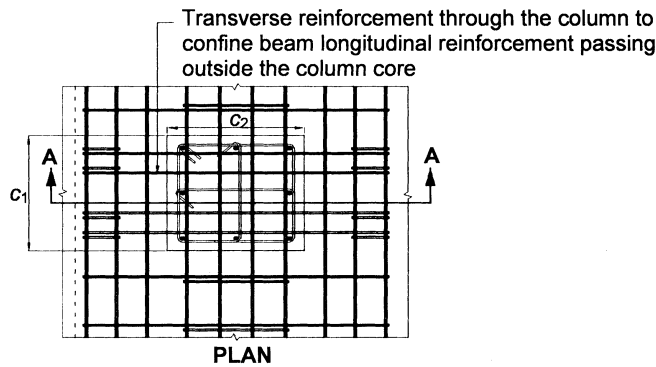 Transverse reinforcement through the column to
confine beam longitudinal reinforcement passing
outside the column core
c2
A
A
c1
PLAN